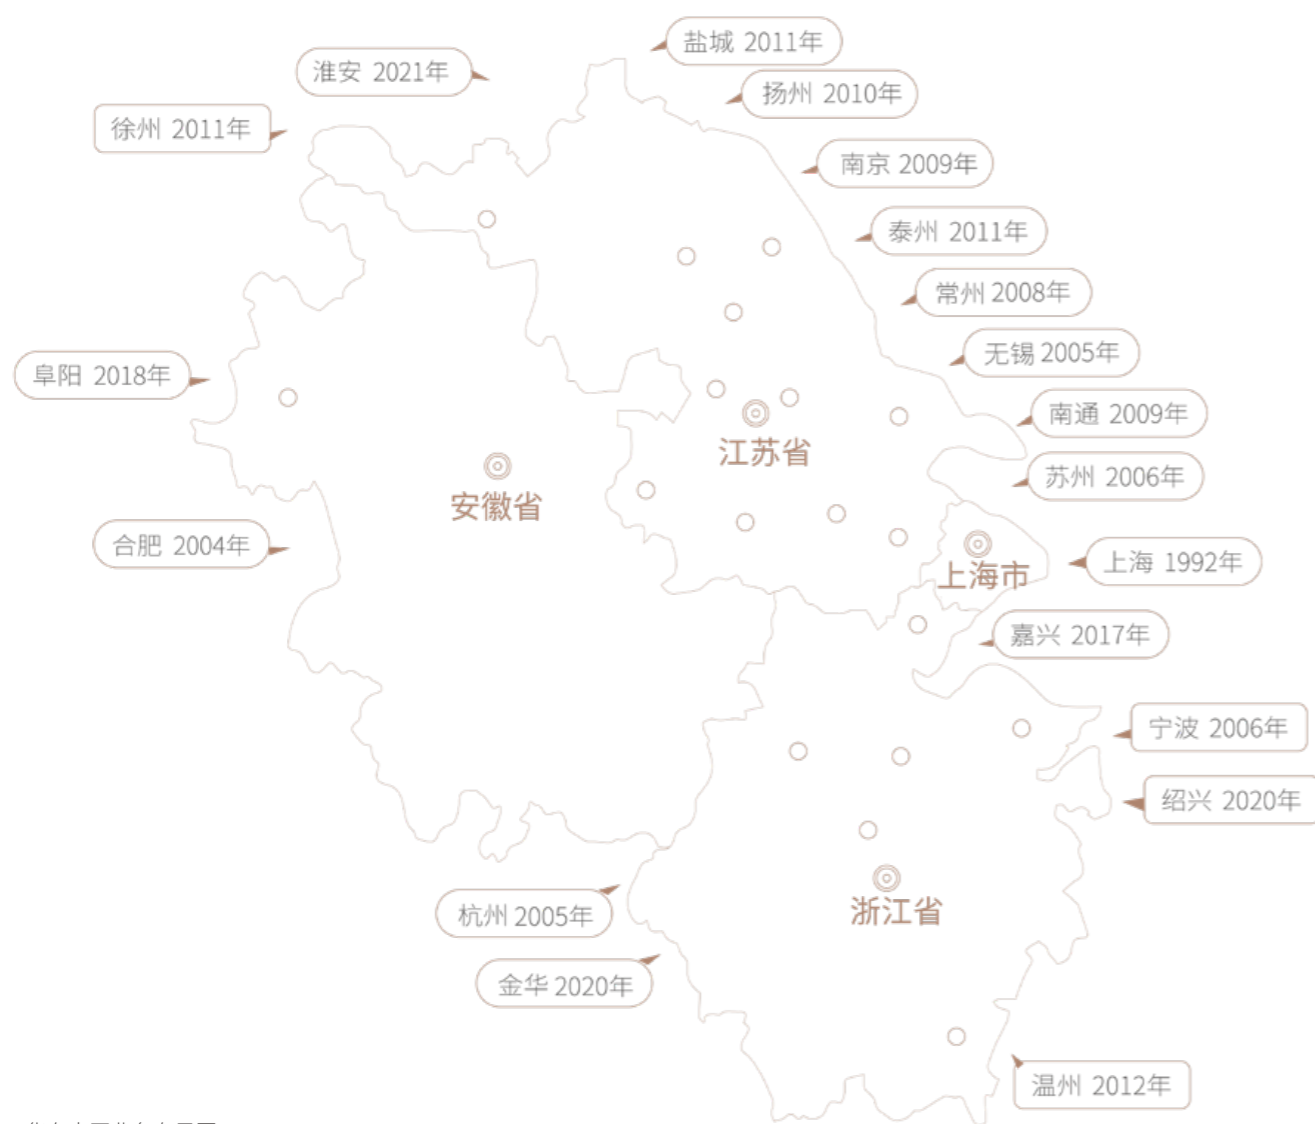 盐城 2011年
淮安 2021年
扬州 2010年
徐州 2011年
南京 2009年
泰州 2011年
常州 2008年
无锡 2005年
阜阳 2018年
南通 2009年
江苏省
苏州 2006年
安徽省
合肥 2004年
上海 1992年
上海市
嘉兴 2017年
宁波 2006年
绍兴 2020年
杭州 2005年
浙江省
金华 2020年
温州 2012年